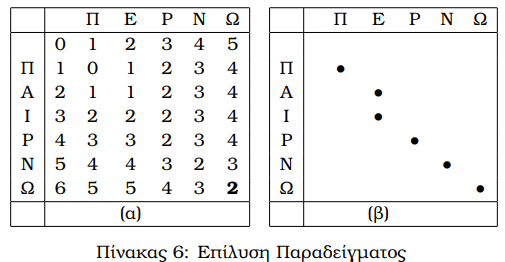 Π Ε Ρ Ν Ω Π Ε Ρ Ν Ω
0 1 2 3 4 5
Π 1 0 1 2 3 4 Π •
Α 2 1 1 2 3 4 Α •
Ι 3 2 2 2 3 4 Ι •
Ρ 4 3 3 2 3 4 Ρ •
Ν 5 4 4 3 2 3 Ν •
Ω 6 5 5 4 3 2 Ω •
(α) (β)
Πίνακας 6: Επίλυση Παραδείγματος